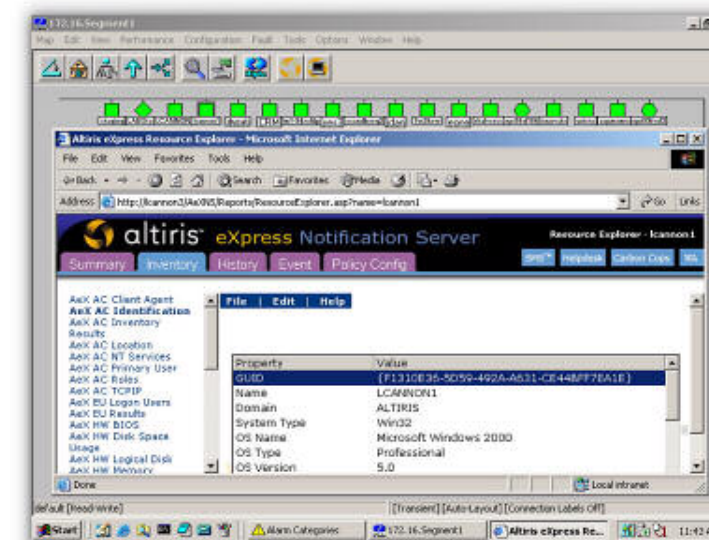 172.16.Segment1
Map Edit View Performance Configuration Fault Tools Options Window Help
Altiris eXpress Resource Explorer - Microsoft Internet Explorer
File Edit View Favorites Tools Help
Back Search Favorites Media
Address http://lcannon3/AeXNS/Reports/ResourceExplorer.asp?name=lcannon1 Go Links
altiris eXpress Notification Server
Resource Explorer - lcannon1
Summary Inventory History Event Policy Config
Helpdesk Carbon Copy
File | Edit | Help
AeX AC Client Agent
AeX AC Identification
AeX AC Inventory
Results
AeX AC Location
AeX AC NT Services
AeX AC Primary User
AeX AC Roles
AeX AC TCPIP
AeX EU Logon Users
AeX EU Results
AeX HW BIOS
AeX HW Disk Space
Usage
AeX HW Logical Disk
AeX HW Memory
Property Value
GUID
Name LCANNON1
Domain ALTIRIS
System Type Win32
OS Name Microsoft Windows 2000
OS Type Professional
OS Version 5.0
Done Local intranet
default [Read-Write] [Transient] [Auto-Layout] [Connection Labels Off]
Start Alarm Categories 172.16.Segment1 Altiris eXpress Re... 11:42